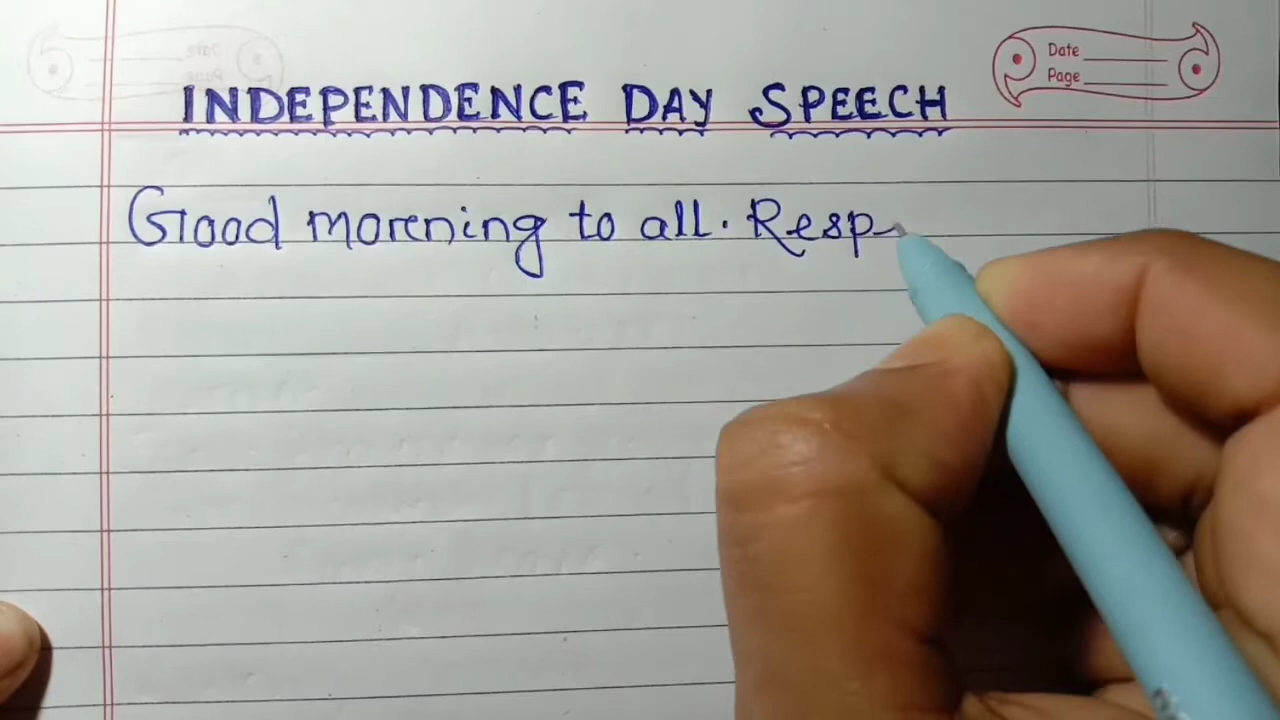 Date
Page
INDEPENDENCE DAY SPEECH
Good morning to all. Resp